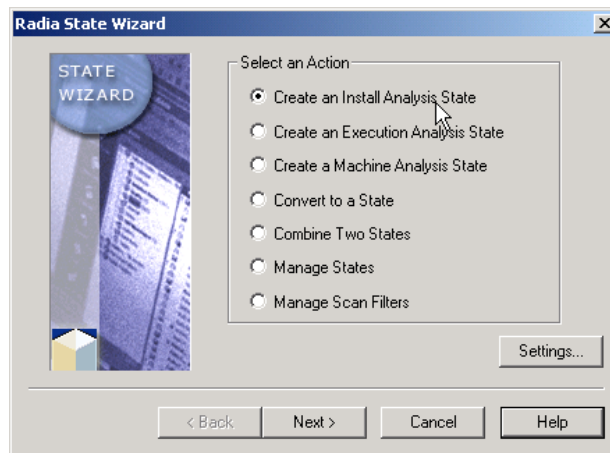 Radia State Wizard
STATE
WIZARD
Select an Action
Create an Install Analysis State
Create an Execution Analysis State
Create a Machine Analysis State
Convert to a State
Combine Two States
Manage States
Manage Scan Filters
Settings...
< Back Next > Cancel Help